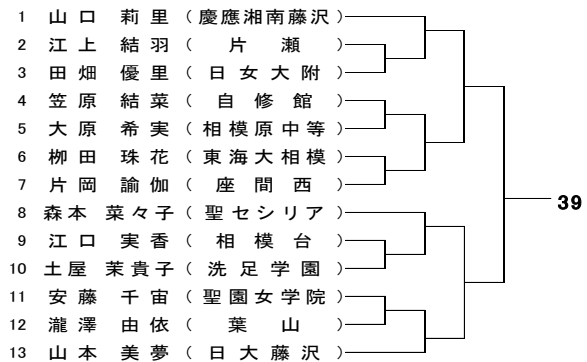 1 山口 莉里 (慶應湘南藤沢)
2 江上 結羽 (片瀬)
3 田畑 優里 (日女大附)
4 笠原 結菜 (自修館)
5 大原 希実 (相模原中等)
6 栁田 珠花 (東海大相模)
7 片岡 諭伽 (座間西)
8 森本 菜々子 (聖セシリア)
39
9 江口 実香 (相模台)
10 土屋 茉貴子 (洗足学園)
11 安藤 千宙 (聖園女学院)
12 瀧澤 由依 (葉山)
13 山本 美夢 (日大藤沢)